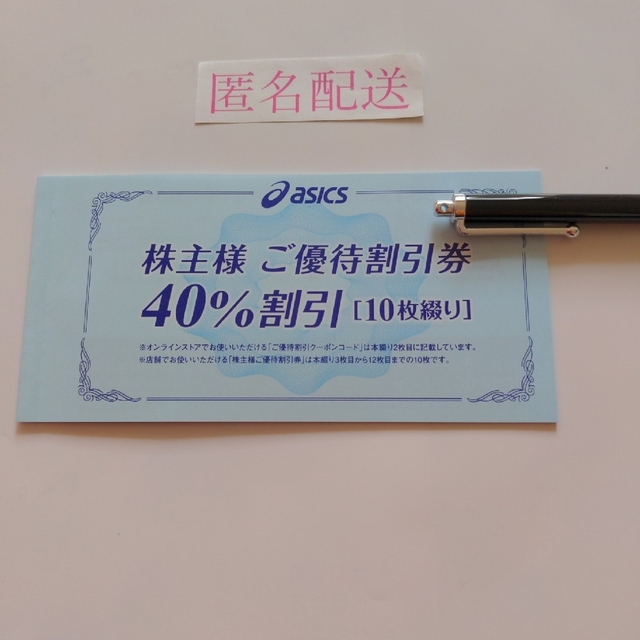 匿名配送
asics
株主様 ご優待割引券
40%割引 [10枚綴り]
※オンラインストアでお使いいただける「ご優待割引クーポンコード」は本綴り2枚目に記載しています。
※店舗でお使いいただける「株主様ご優待割引券」は本綴り3枚目から12枚目までの10枚です。